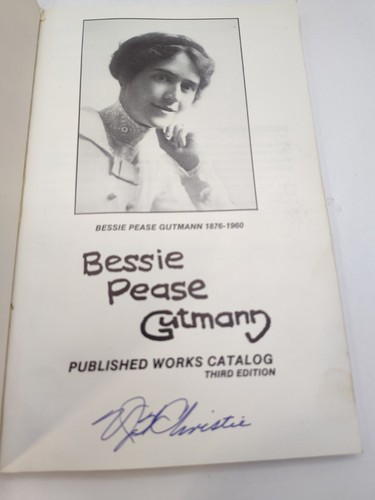 BESSIE PEASE GUTMANN 1876-1960
Bessie
Pease
Gutmann
PUBLISHED WORKS CATALOG
THIRD EDITION
Christie